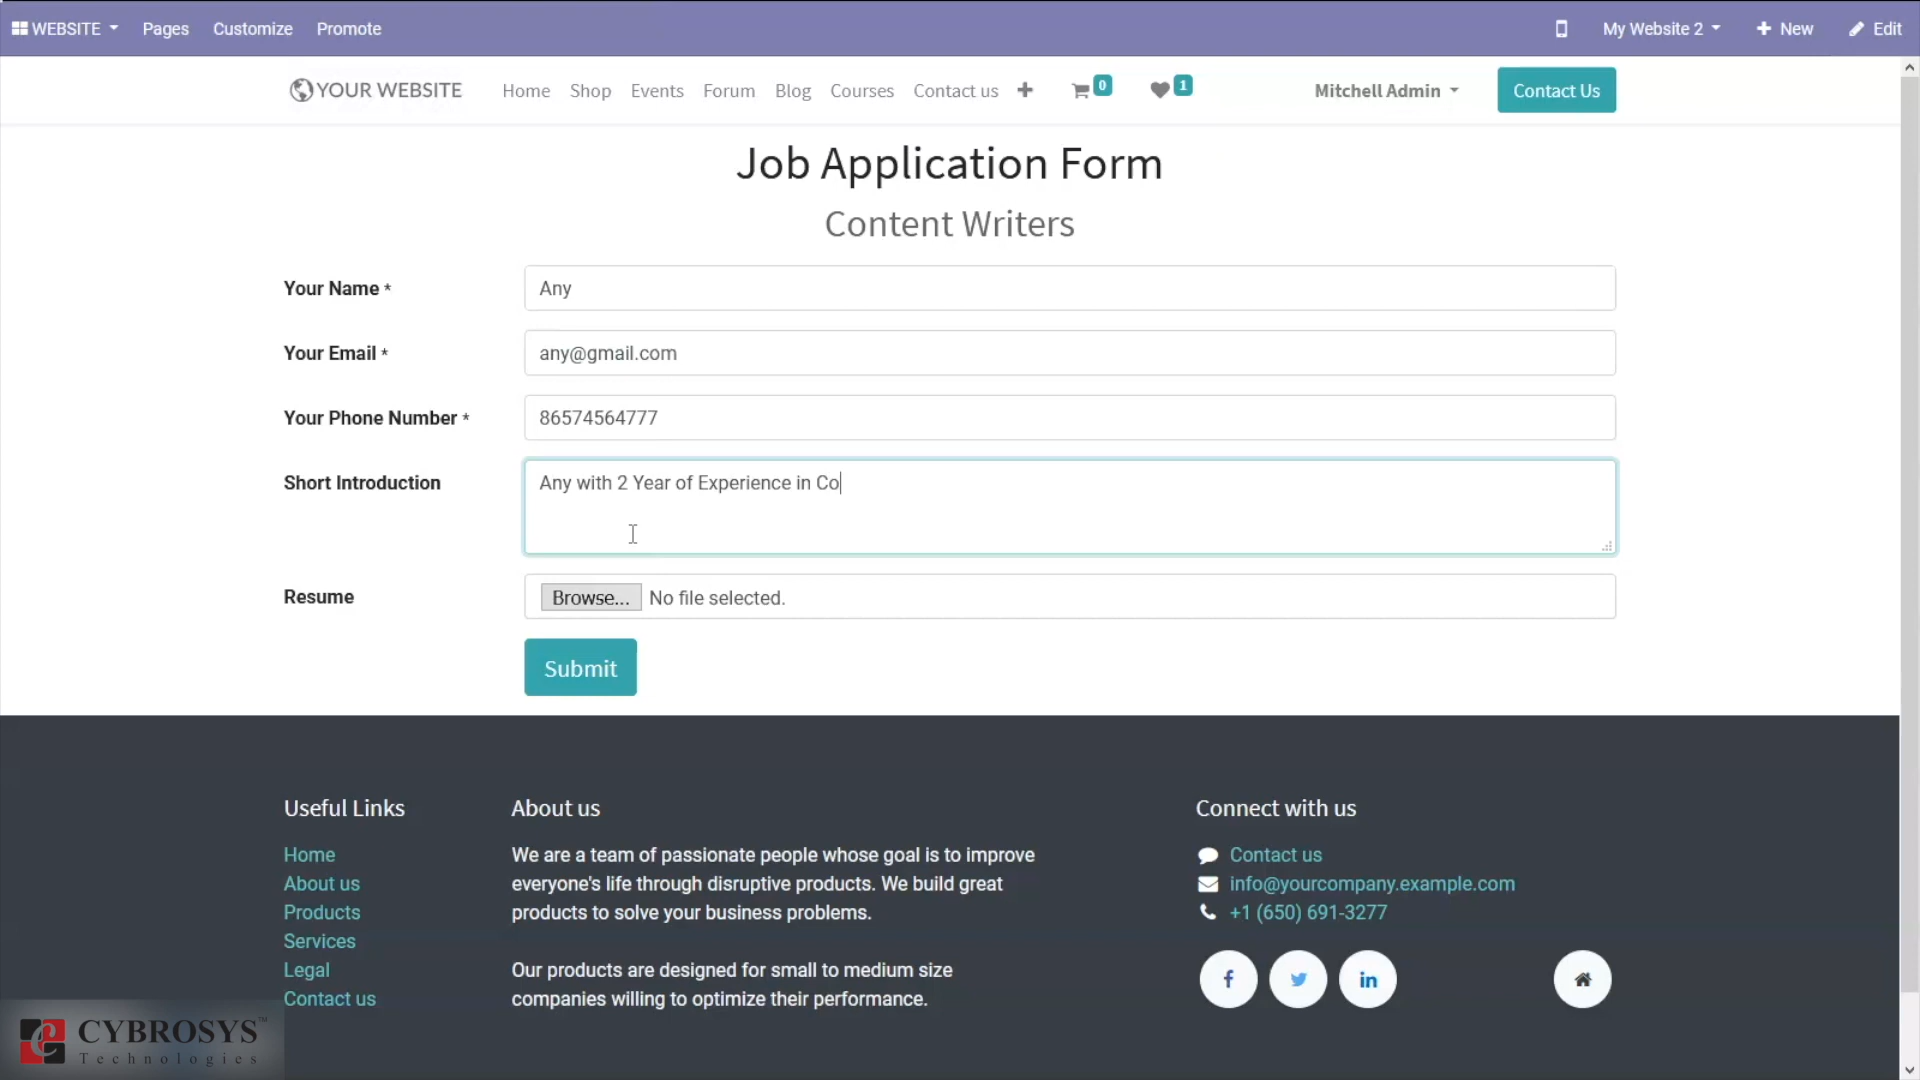 WEBSITE Pages Customize Promote My Website 2 New Edit
YOUR WEBSITE Home Shop Events Forum Blog Courses Contact us 0 1 Mitchell Admin Contact Us
Job Application Form
Content Writers
Your Name * Any
Your Email * any@gmail.com
Your Phone Number * 86574564777
Short Introduction Any with 2 Year of Experience in Co
Resume Browse... No file selected.
Submit
Useful Links
Home
About us
Products
Services
Legal
Contact us
About us
We are a team of passionate people whose goal is to improve
everyone's life through disruptive products. We build great
products to solve your business problems.
Our products are designed for small to medium size
companies willing to optimize their performance.
Connect with us
Contact us
info@yourcompany.example.com
+1 (650) 691-3277
CYBROSYS™
Technologies